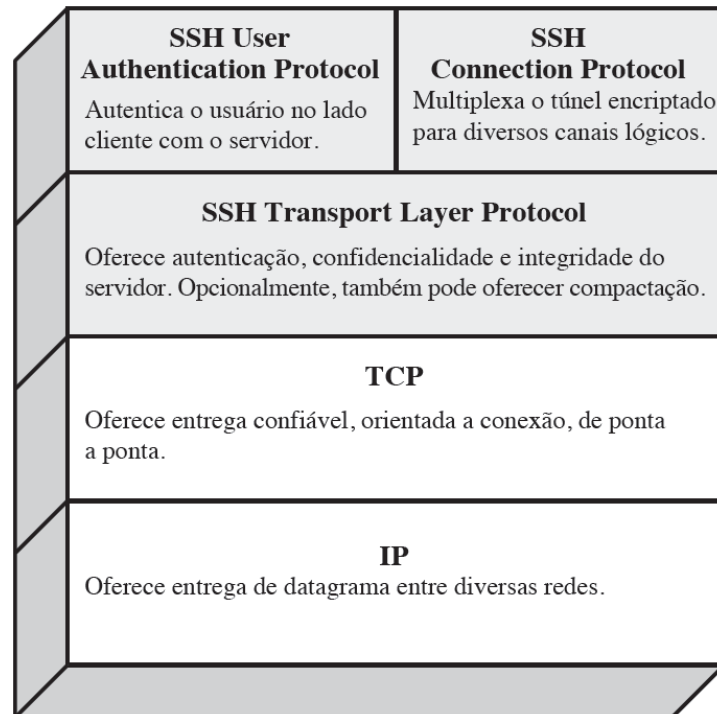 SSH User
Authentication Protocol
Autentica o usuário no lado
cliente com o servidor.
SSH
Connection Protocol
Multiplexa o túnel encriptado
para diversos canais lógicos.
SSH Transport Layer Protocol
Oferece autenticação, confidencialidade e integridade do
servidor. Opcionalmente, também pode oferecer compactação.
TCP
Oferece entrega confiável, orientada a conexão, de ponta
a ponta.
IP
Oferece entrega de datagrama entre diversas redes.